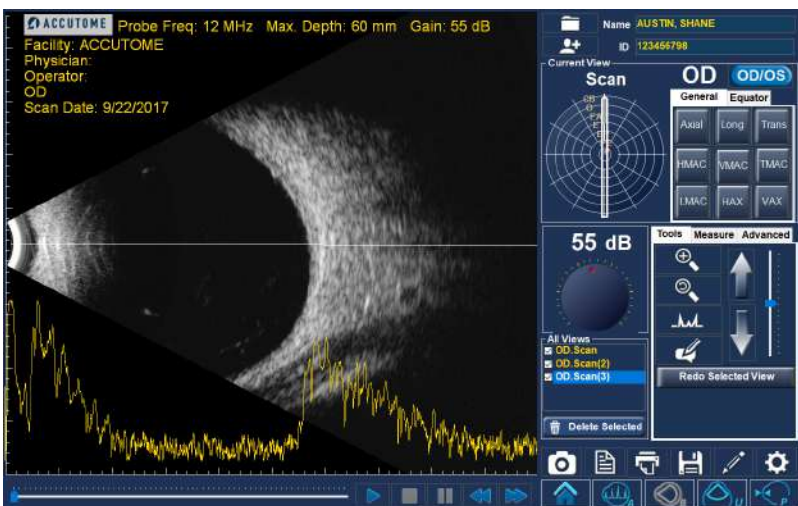 ACCUTOME Probe Freq: 12 MHz Max. Depth: 60 mm Gain: 55 dB
Facility: ACCUTOME
Physician:
Operator:
OD
Scan Date: 9/22/2017
Name AUSTIN, SHANE
ID 123456798
Current View
Scan OD OD/OS
General Equator
Axial Long Trans
HMAC VMAC TMAC
LMAC HAX VAX
55 dB
Tools Measure Advanced
All Views
OD.Scan
OD.Scan(2)
OD.Scan(3)
Redo Selected View
Delete Selected
A B U P